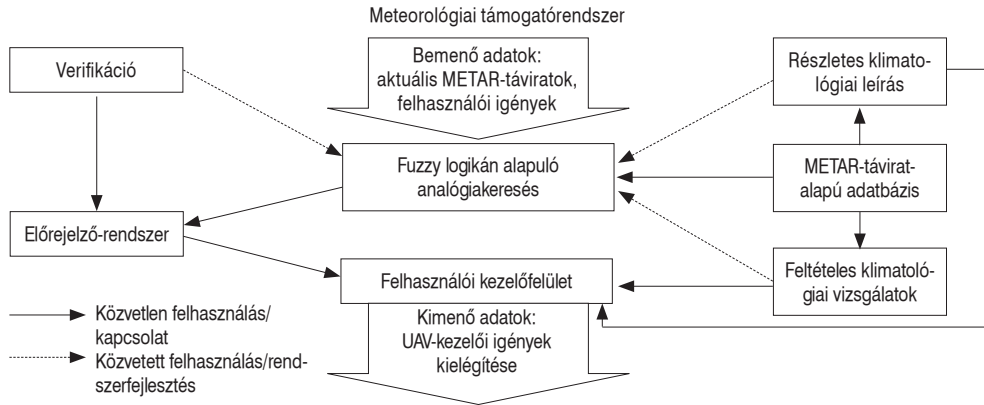 Meteorológiai támogatórendszer
Verifikáció
Bemenő adatok:
aktuális METAR-táviratok,
felhasználói igények
Részletes klimato-
lógiai leírás
Fuzzy logikán alapuló
analógiakeresés
METAR-távirat-
alapú adatbázis
Előrejelző-rendszer
Felhasználói kezelőfelület
Feltételes klimatoló-
giai vizsgálatok
Közvetlen felhasználás/
kapcsolat
Közvetett felhasználás/rend-
szerfejlesztés
Kimenő adatok:
UAV-kezelői igények
kielégítése